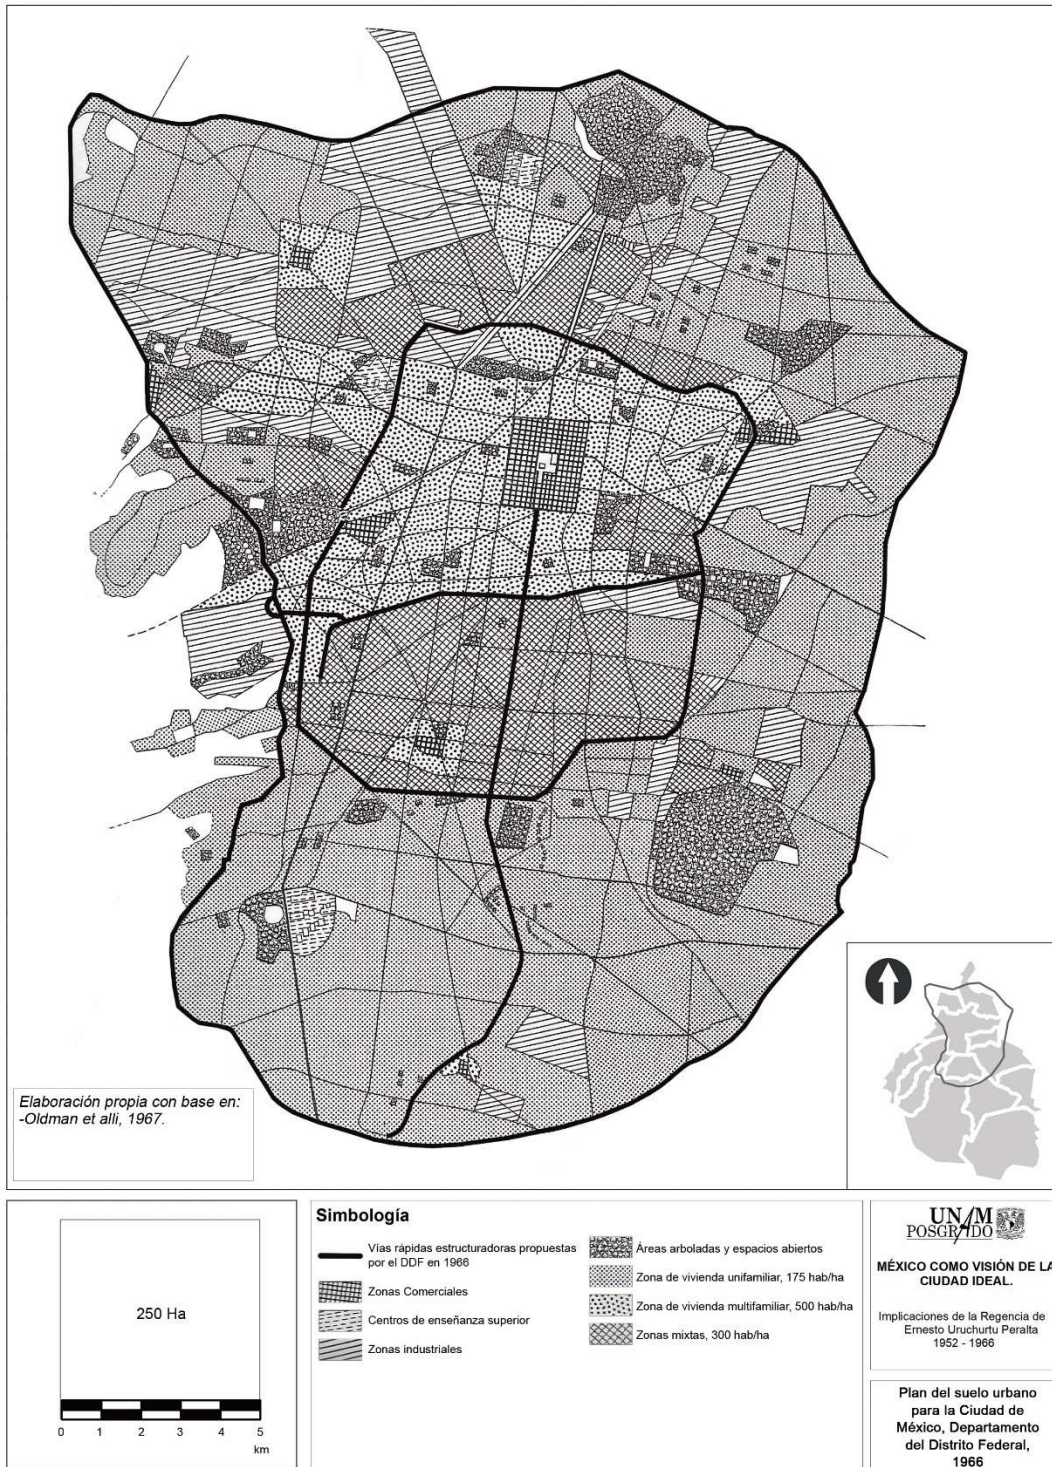 Elaboración propia con base en:
-Oldman et alli, 1967.
250 Ha
0 1 2 3 4 5
km
Simbología
Vías rápidas estructuradoras propuestas
por el DDF en 1966
Zonas Comerciales
Centros de enseñanza superior
Zonas industriales
Áreas arboladas y espacios abiertos
Zona de vivienda unifamiliar, 175 hab/ha
Zona de vivienda multifamiliar, 500 hab/ha
Zonas mixtas, 300 hab/ha
UNAM
POSGRADO
MÉXICO COMO VISIÓN DE LA
CIUDAD IDEAL.
Implicaciones de la Regencia de
Ernesto Uruchurtu Peralta
1952 - 1966
Plan del suelo urbano
para la Ciudad de
México, Departamento
del Distrito Federal,
1966